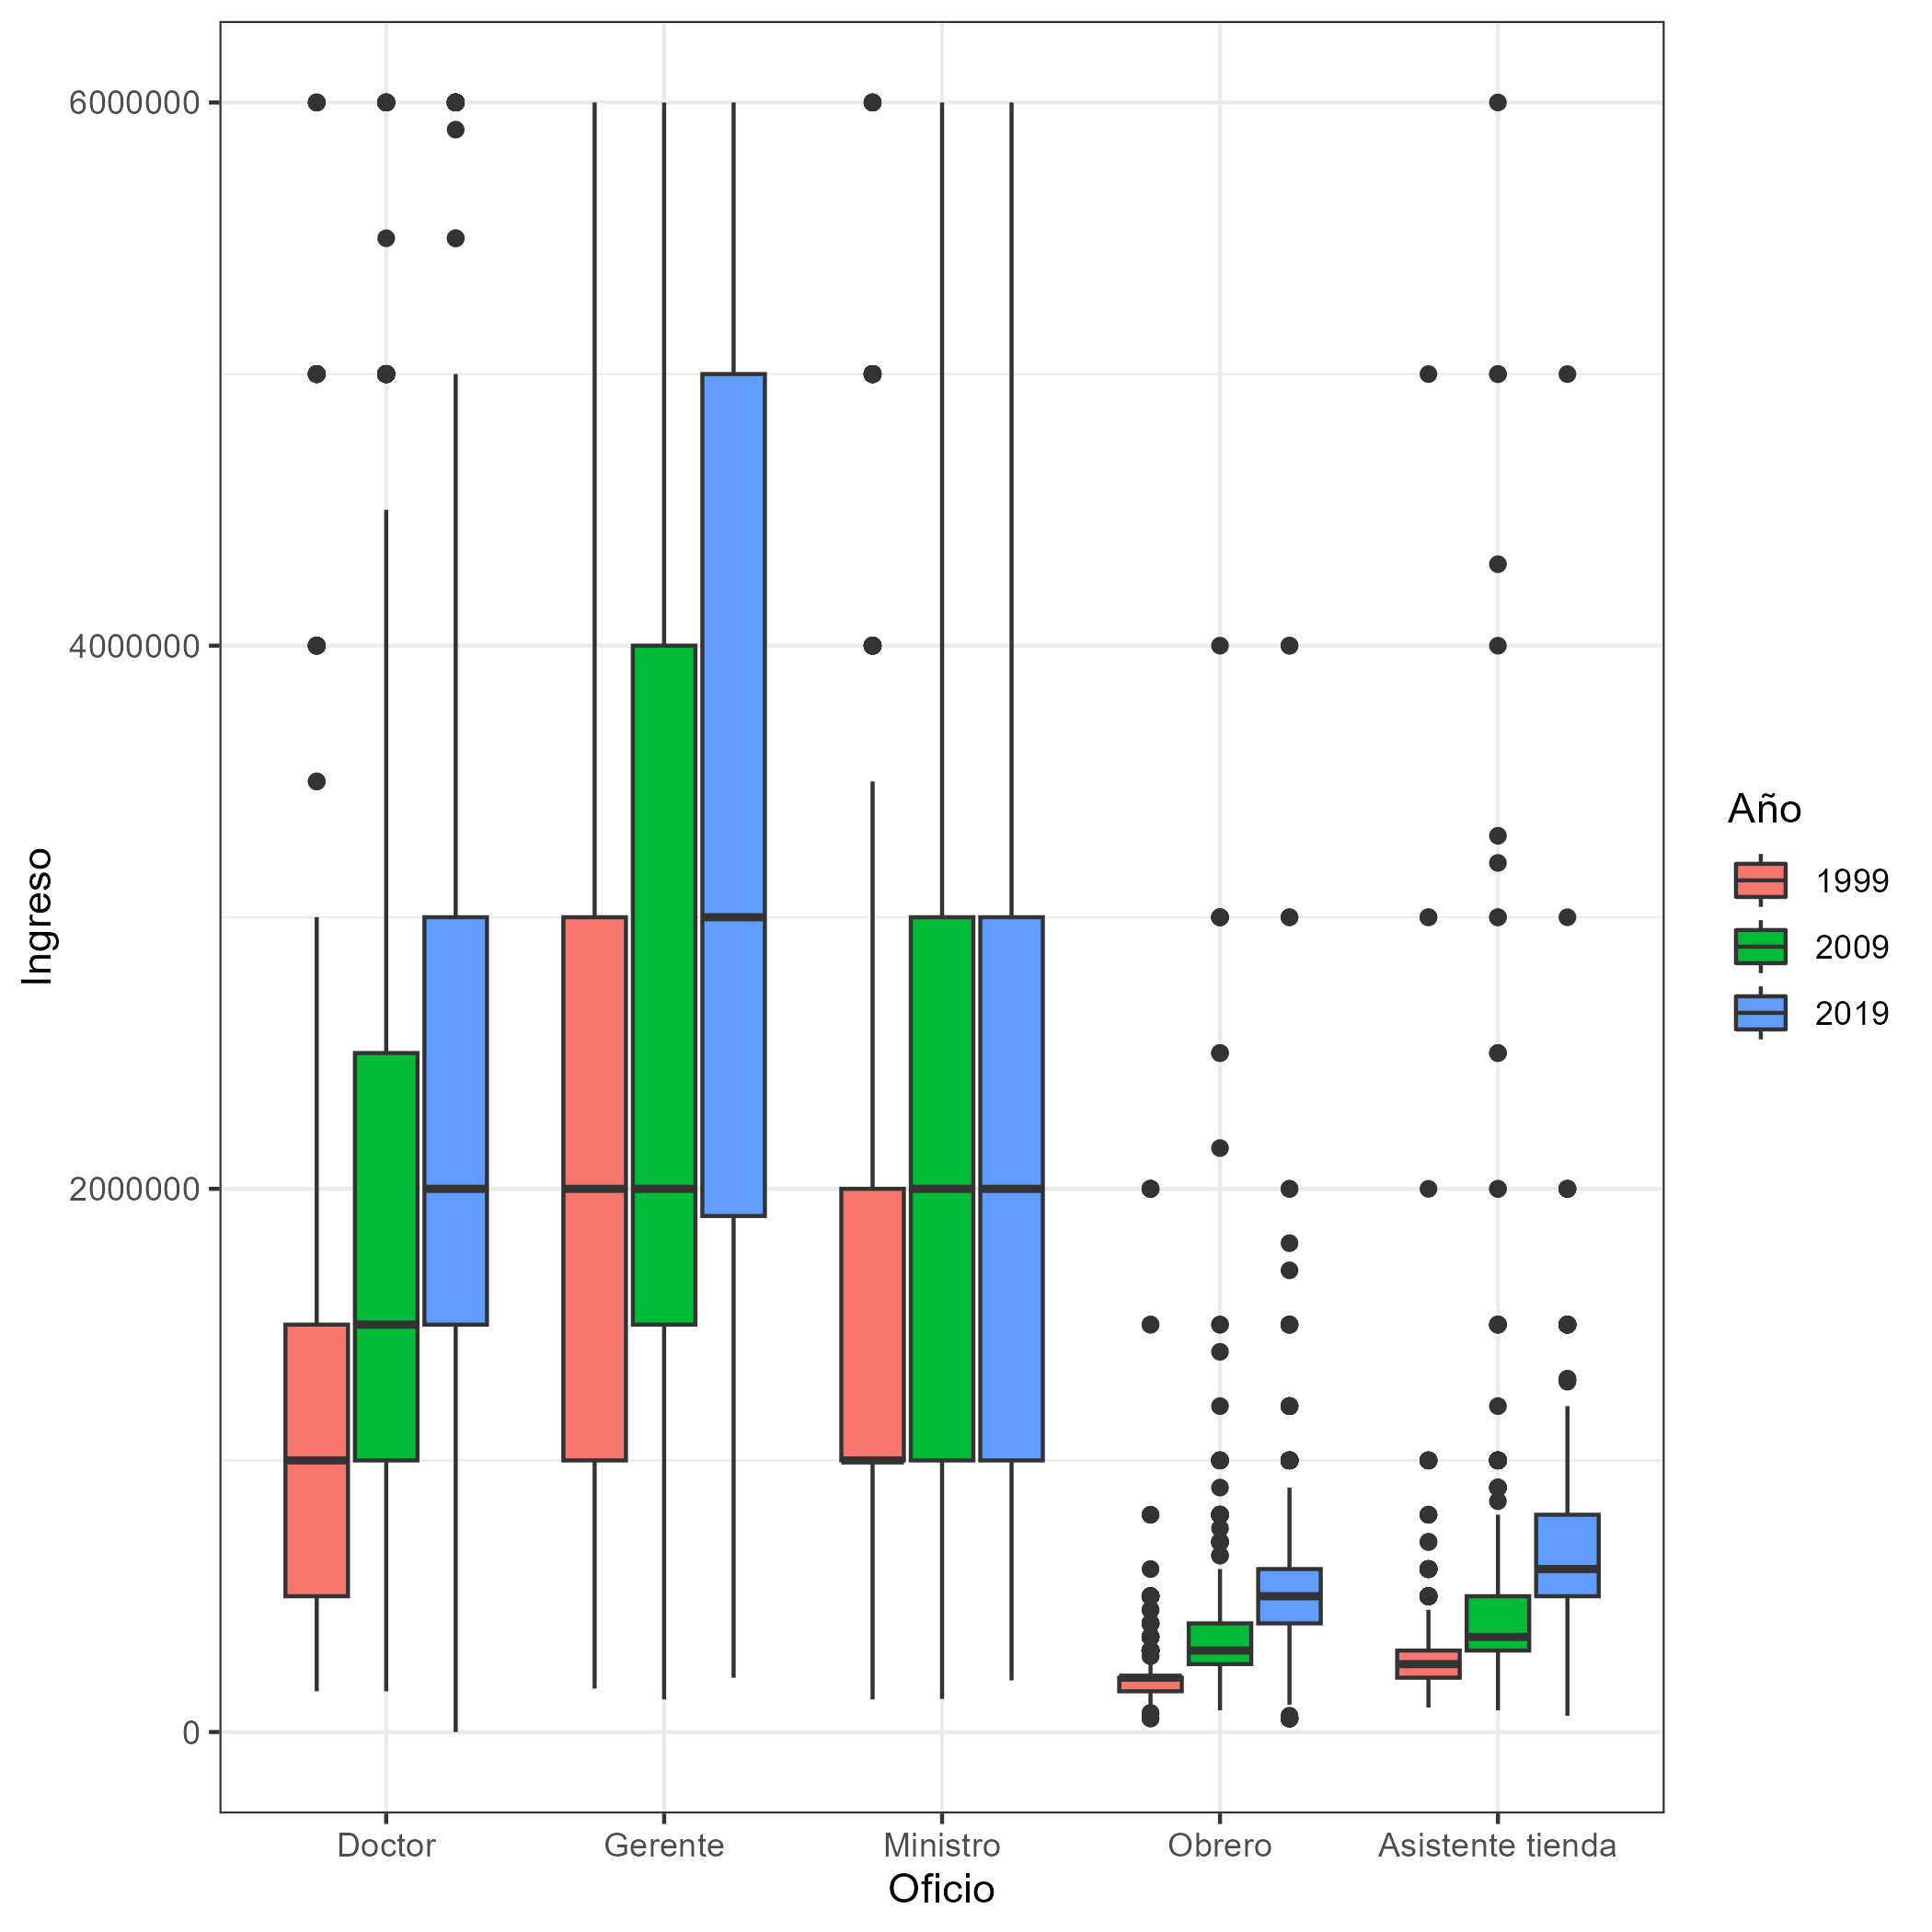 6000000
4000000
2000000
0
Ingreso
Doctor
Gerente
Ministro
Obrero
Asistente tienda
Oficio
Año
1999
2009
2019